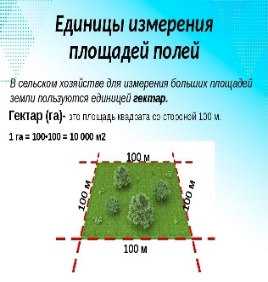 Единицы измерения
площадей полей
В сельском хозяйстве для измерения больших площадей
земли пользуются единицей гектар.
Гектар (га)- это площадь квадрата со стороной 100 м.
1 га = 100·100 = 10 000 м2
100 м
100 м
100 м
100 м